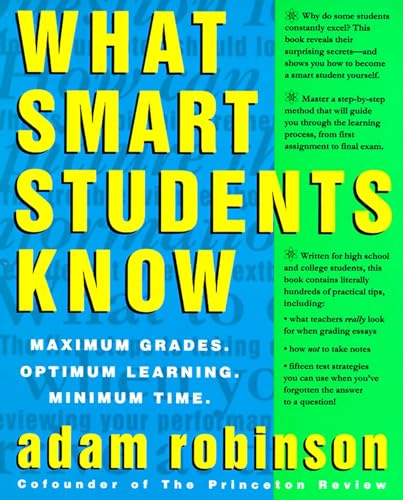 WHAT
SMART
STUDENTS
KNOW
MAXIMUM GRADES.
OPTIMUM LEARNING.
MINIMUM TIME.
adam robinson
Cofounder of The Princeton Review
Why do some students
constantly excel? This
book reveals their
surprising secrets—and
shows you how to become
a smart student yourself.
Master a step-by-step
method that will guide
you through the learning
process, from first
assignment to final exam.
Written for high school
and college students, this
book contains literally
hundreds of practical tips,
including:
• what teachers really
look for when grading essays
• how not to take notes
• fifteen test strategies
you can use when you've
forgotten the answer
to a question!